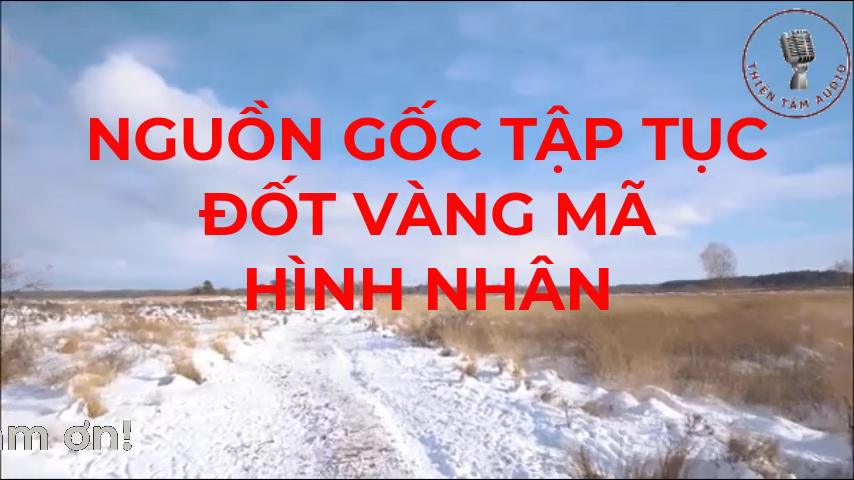 THIỆN TÂM AUDIO
NGUỒN GỐC TẬP TỤC
ĐỐT VÀNG MÃ
HÌNH NHÂN
ơn!